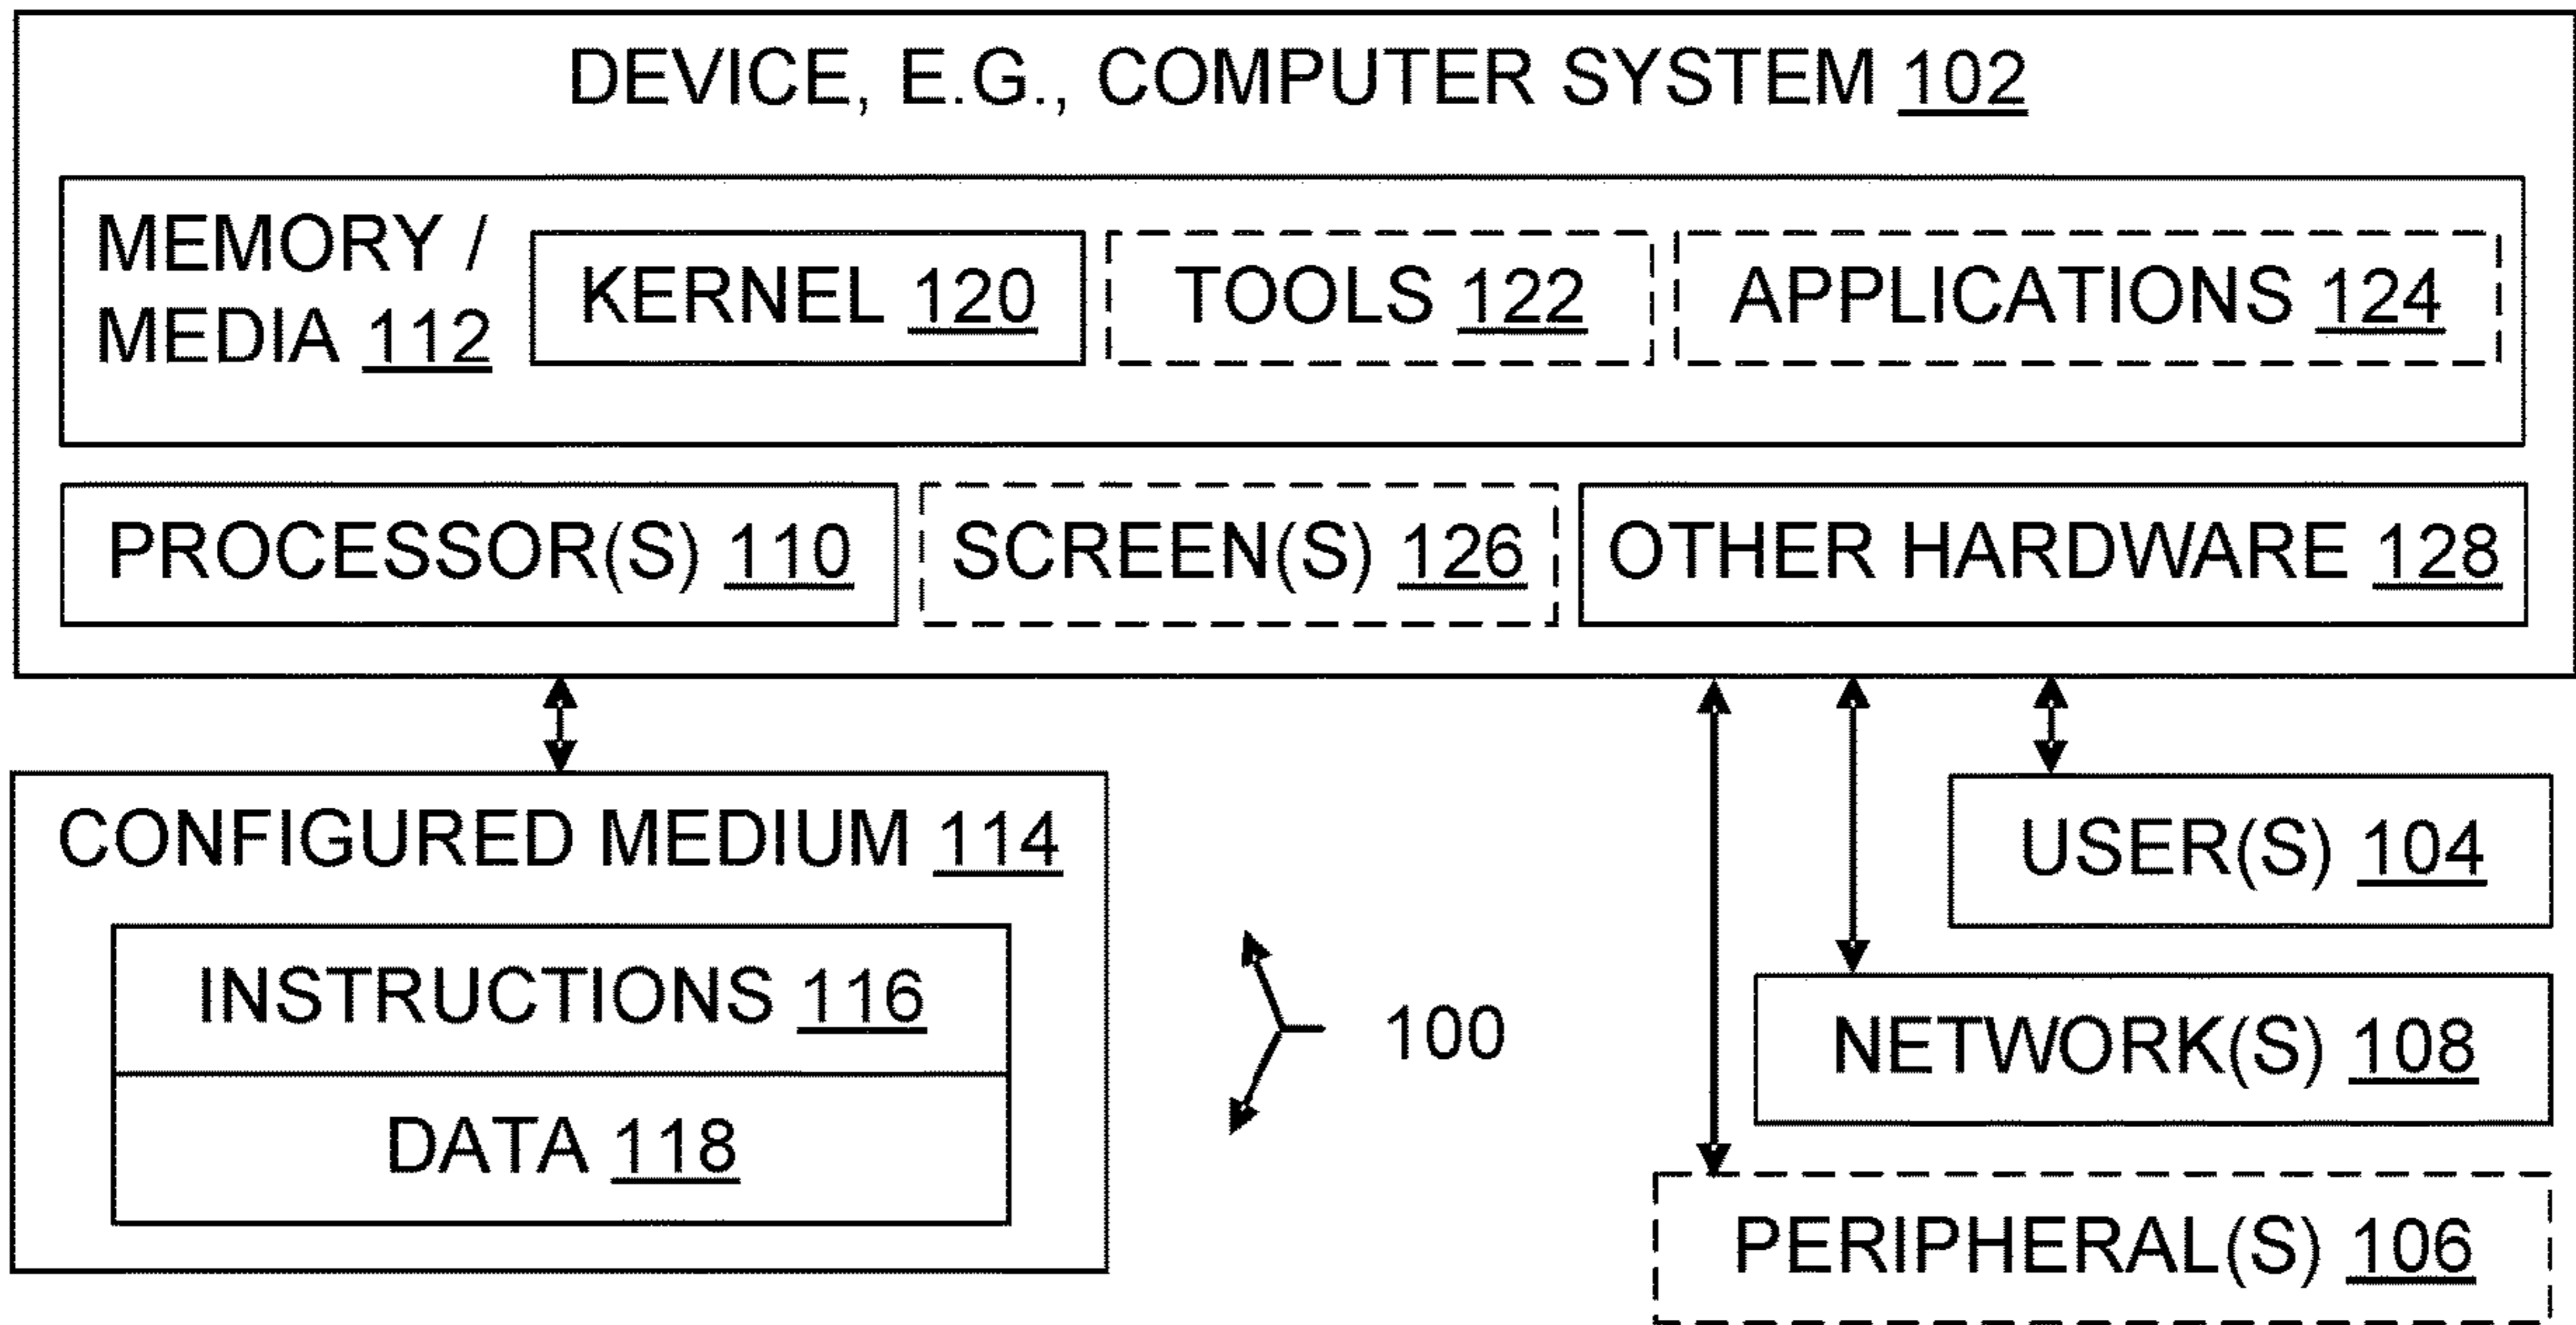 DEVICE, E.G., COMPUTER SYSTEM 102
MEMORY /
MEDIA 112
KERNEL 120
TOOLS 122
APPLICATIONS 124
PROCESSOR(S) 110
SCREEN(S) 126
OTHER HARDWARE 128
CONFIGURED MEDIUM 114
INSTRUCTIONS 116
DATA 118
100
USER(S) 104
NETWORK(S) 108
PERIPHERAL(S) 106